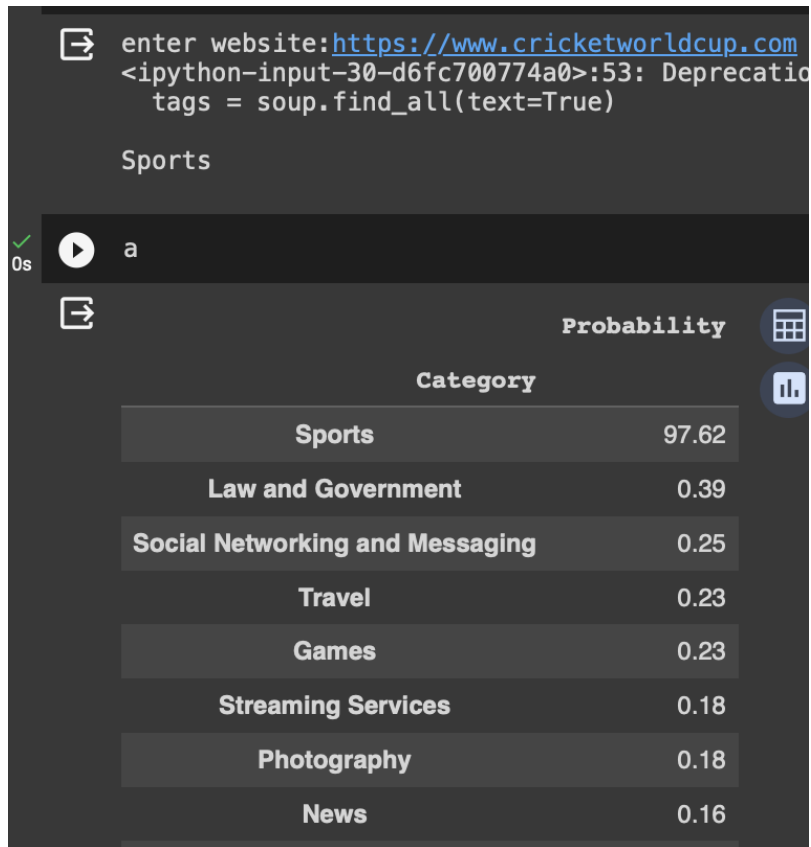 enter website:https://www.cricketworldcup.com
<ipython-input-30-d6fc700774a0>:53: Deprecatio
tags = soup.find_all(text=True)
Sports
0s
a
Probability
Category
Sports 97.62
Law and Government 0.39
Social Networking and Messaging 0.25
Travel 0.23
Games 0.23
Streaming Services 0.18
Photography 0.18
News 0.16